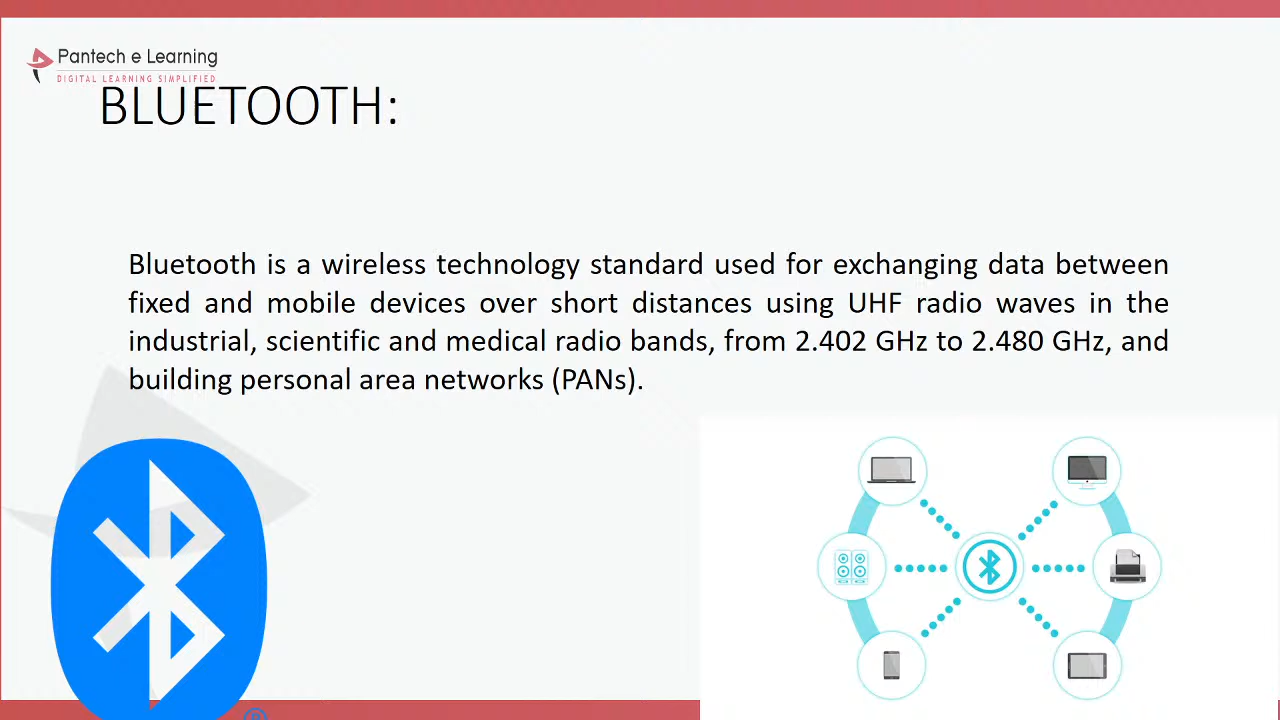 Pantech e Learning
DIGITAL LEARNING SIMPLIFIED
BLUETOOTH:
Bluetooth is a wireless technology standard used for exchanging data between
fixed and mobile devices over short distances using UHF radio waves in the
industrial, scientific and medical radio bands, from 2.402 GHz to 2.480 GHz, and
building personal area networks (PANs).
®